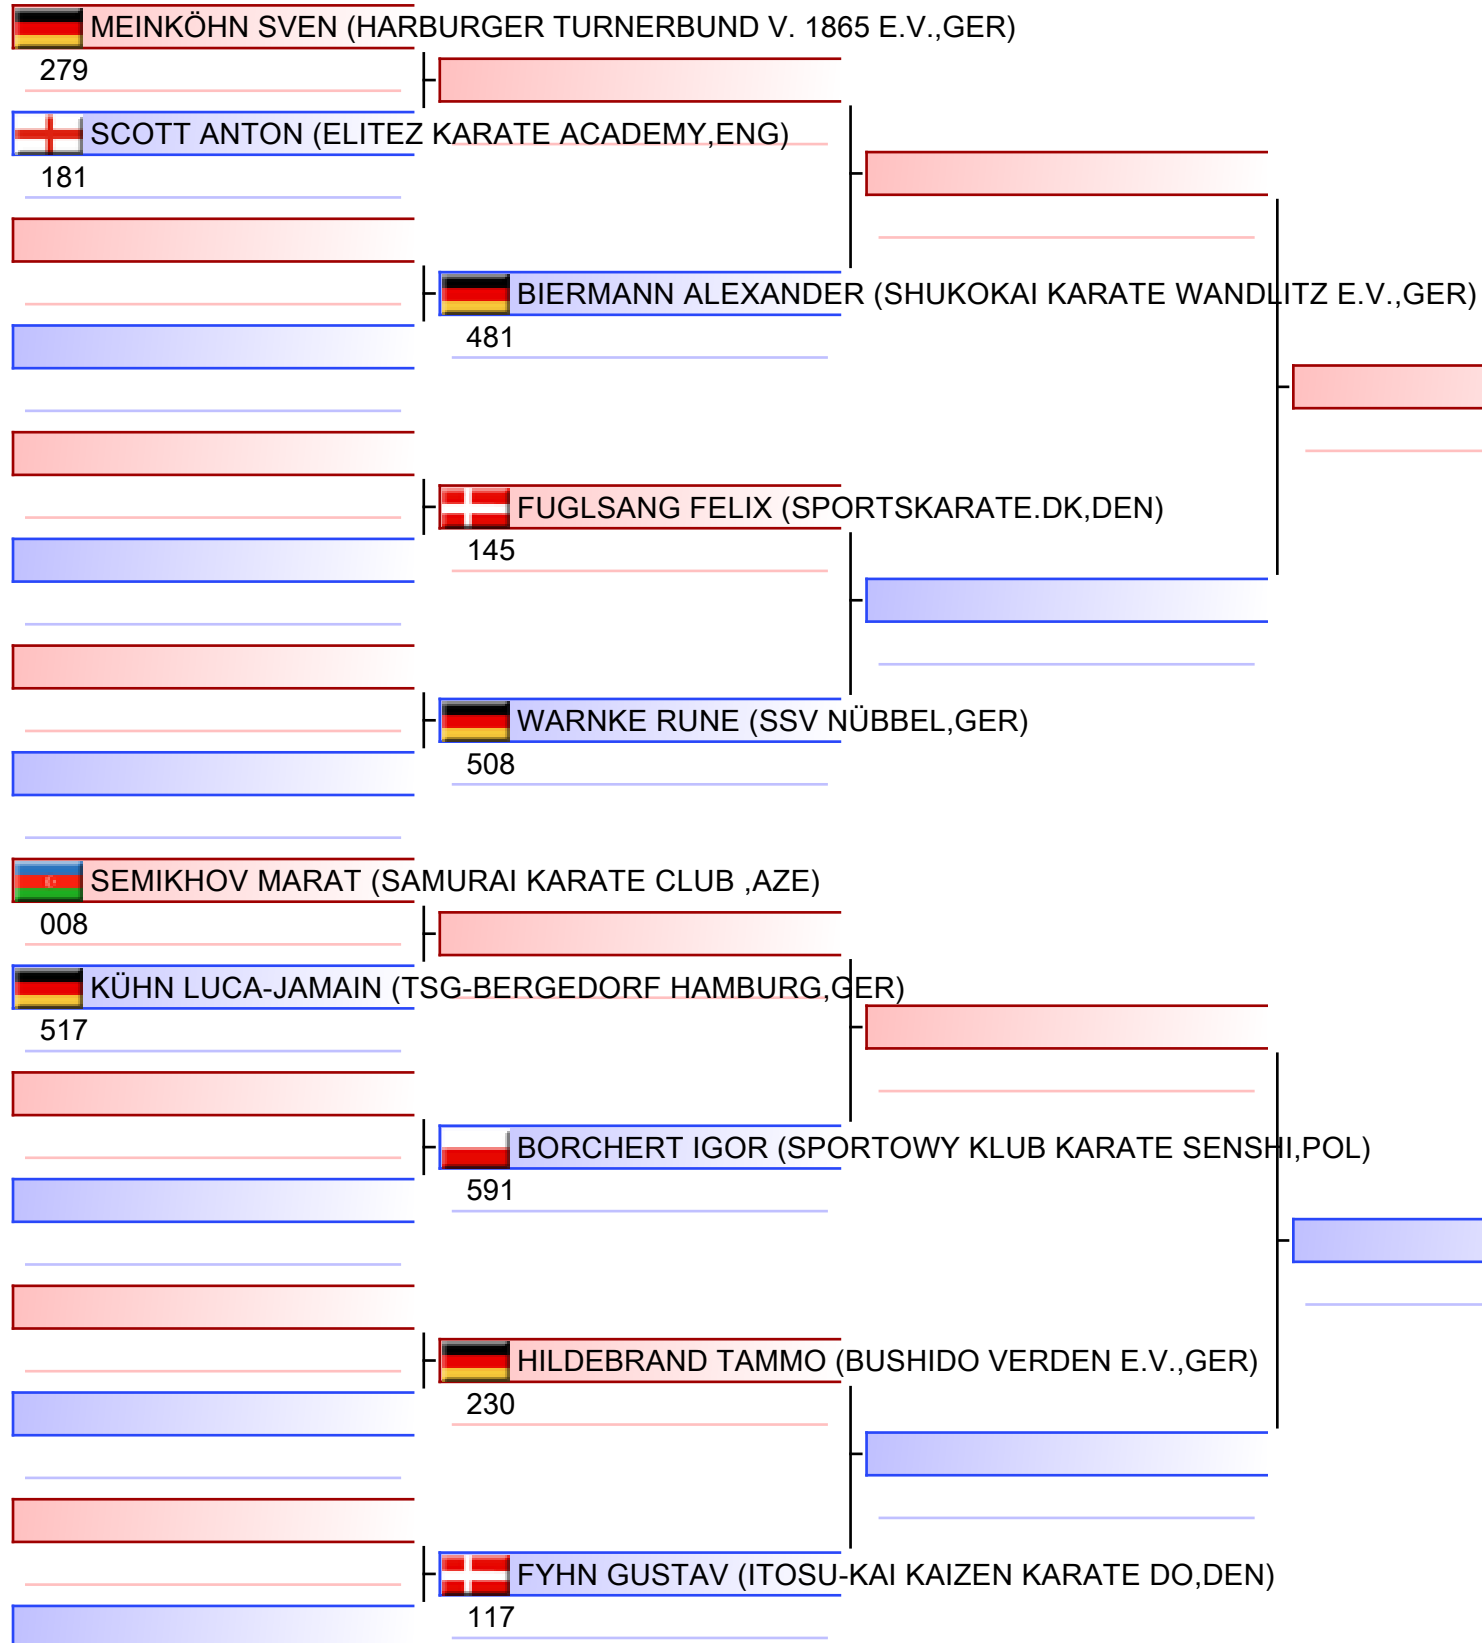 MEINKÖHN SVEN (HARBURGER TURNERBUND V. 1865 E.V.,GER)
279
SCOTT ANTON (ELITEZ KARATE ACADEMY,ENG)
181
BIERMANN ALEXANDER (SHUKOKAI KARATE WANDLITZ E.V.,GER)
481
FUGLSANG FELIX (SPORTSKARATE.DK,DEN)
145
WARNKE RUNE (SSV NÜBBEL,GER)
508
SEMIKHOV MARAT (SAMURAI KARATE CLUB ,AZE)
008
KÜHN LUCA-JAMAIN (TSG-BERGEDORF HAMBURG,GER)
517
BORCHERT IGOR (SPORTOWY KLUB KARATE SENSHI,POL)
591
HILDEBRAND TAMMO (BUSHIDO VERDEN E.V.,GER)
230
FYHN GUSTAV (ITOSU-KAI KAIZEN KARATE DO,DEN)
117